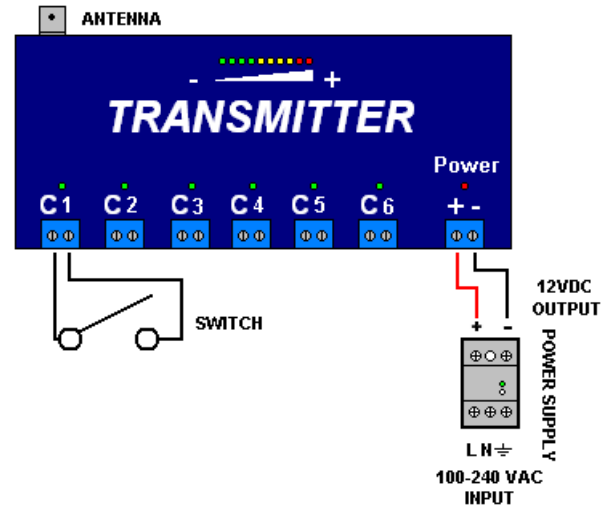 ANTENNA
- +
TRANSMITTER
Power
C1 C2 C3 C4 C5 C6 + -
SWITCH
12VDC
OUTPUT
+ -
POWER SUPPLY
L N ⏚
100-240 VAC
INPUT